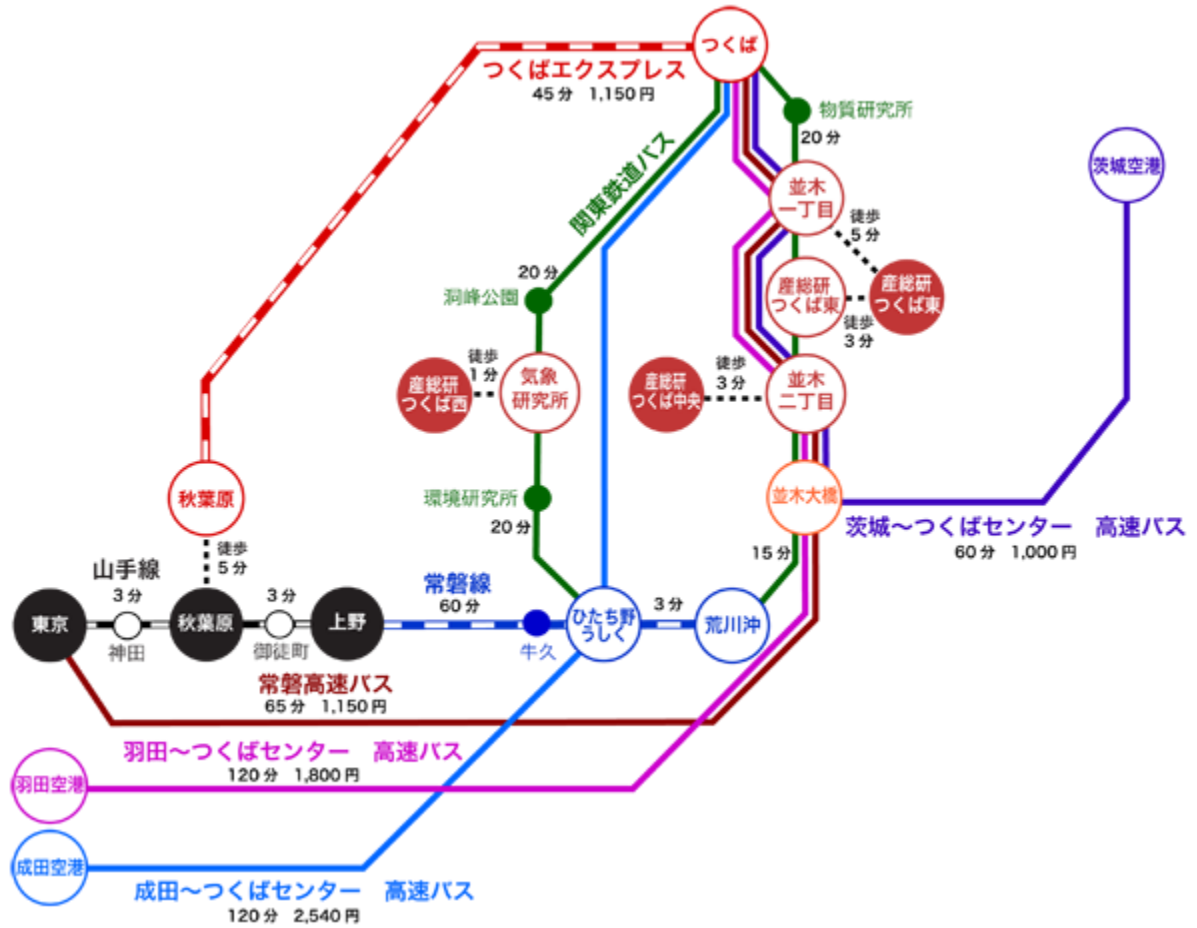 つくば
つくばエクスプレス
45分 1,150円
物質研究所
20分
関東鉄道バス
茨城空港
並木
一丁目
徒歩
5分
20分
洞峰公園
産総研
つくば東
産総研
つくば東
徒歩
3分
徒歩
1分
産総研
つくば西
気象
研究所
産総研
つくば中央
徒歩
3分
並木
二丁目
秋葉原
環境研究所
20分
並木大橋
茨城〜つくばセンター 高速バス
60分 1,000円
徒歩
5分
15分
山手線
3分
3分
常磐線
60分
3分
東京
神田
秋葉原
御徒町
上野
牛久
ひたち野
うしく
荒川沖
常磐高速バス
65分 1,150円
羽田〜つくばセンター 高速バス
120分 1,800円
羽田空港
成田空港
成田〜つくばセンター 高速バス
120分 2,540円